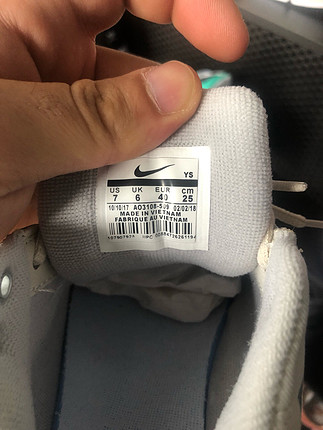 YS
US UK EUR cm
7 6 40 25
10/10/17 AO3108-
02/02/18
MADE IN VIETNAM
FABRIQUE AU VIETNAM